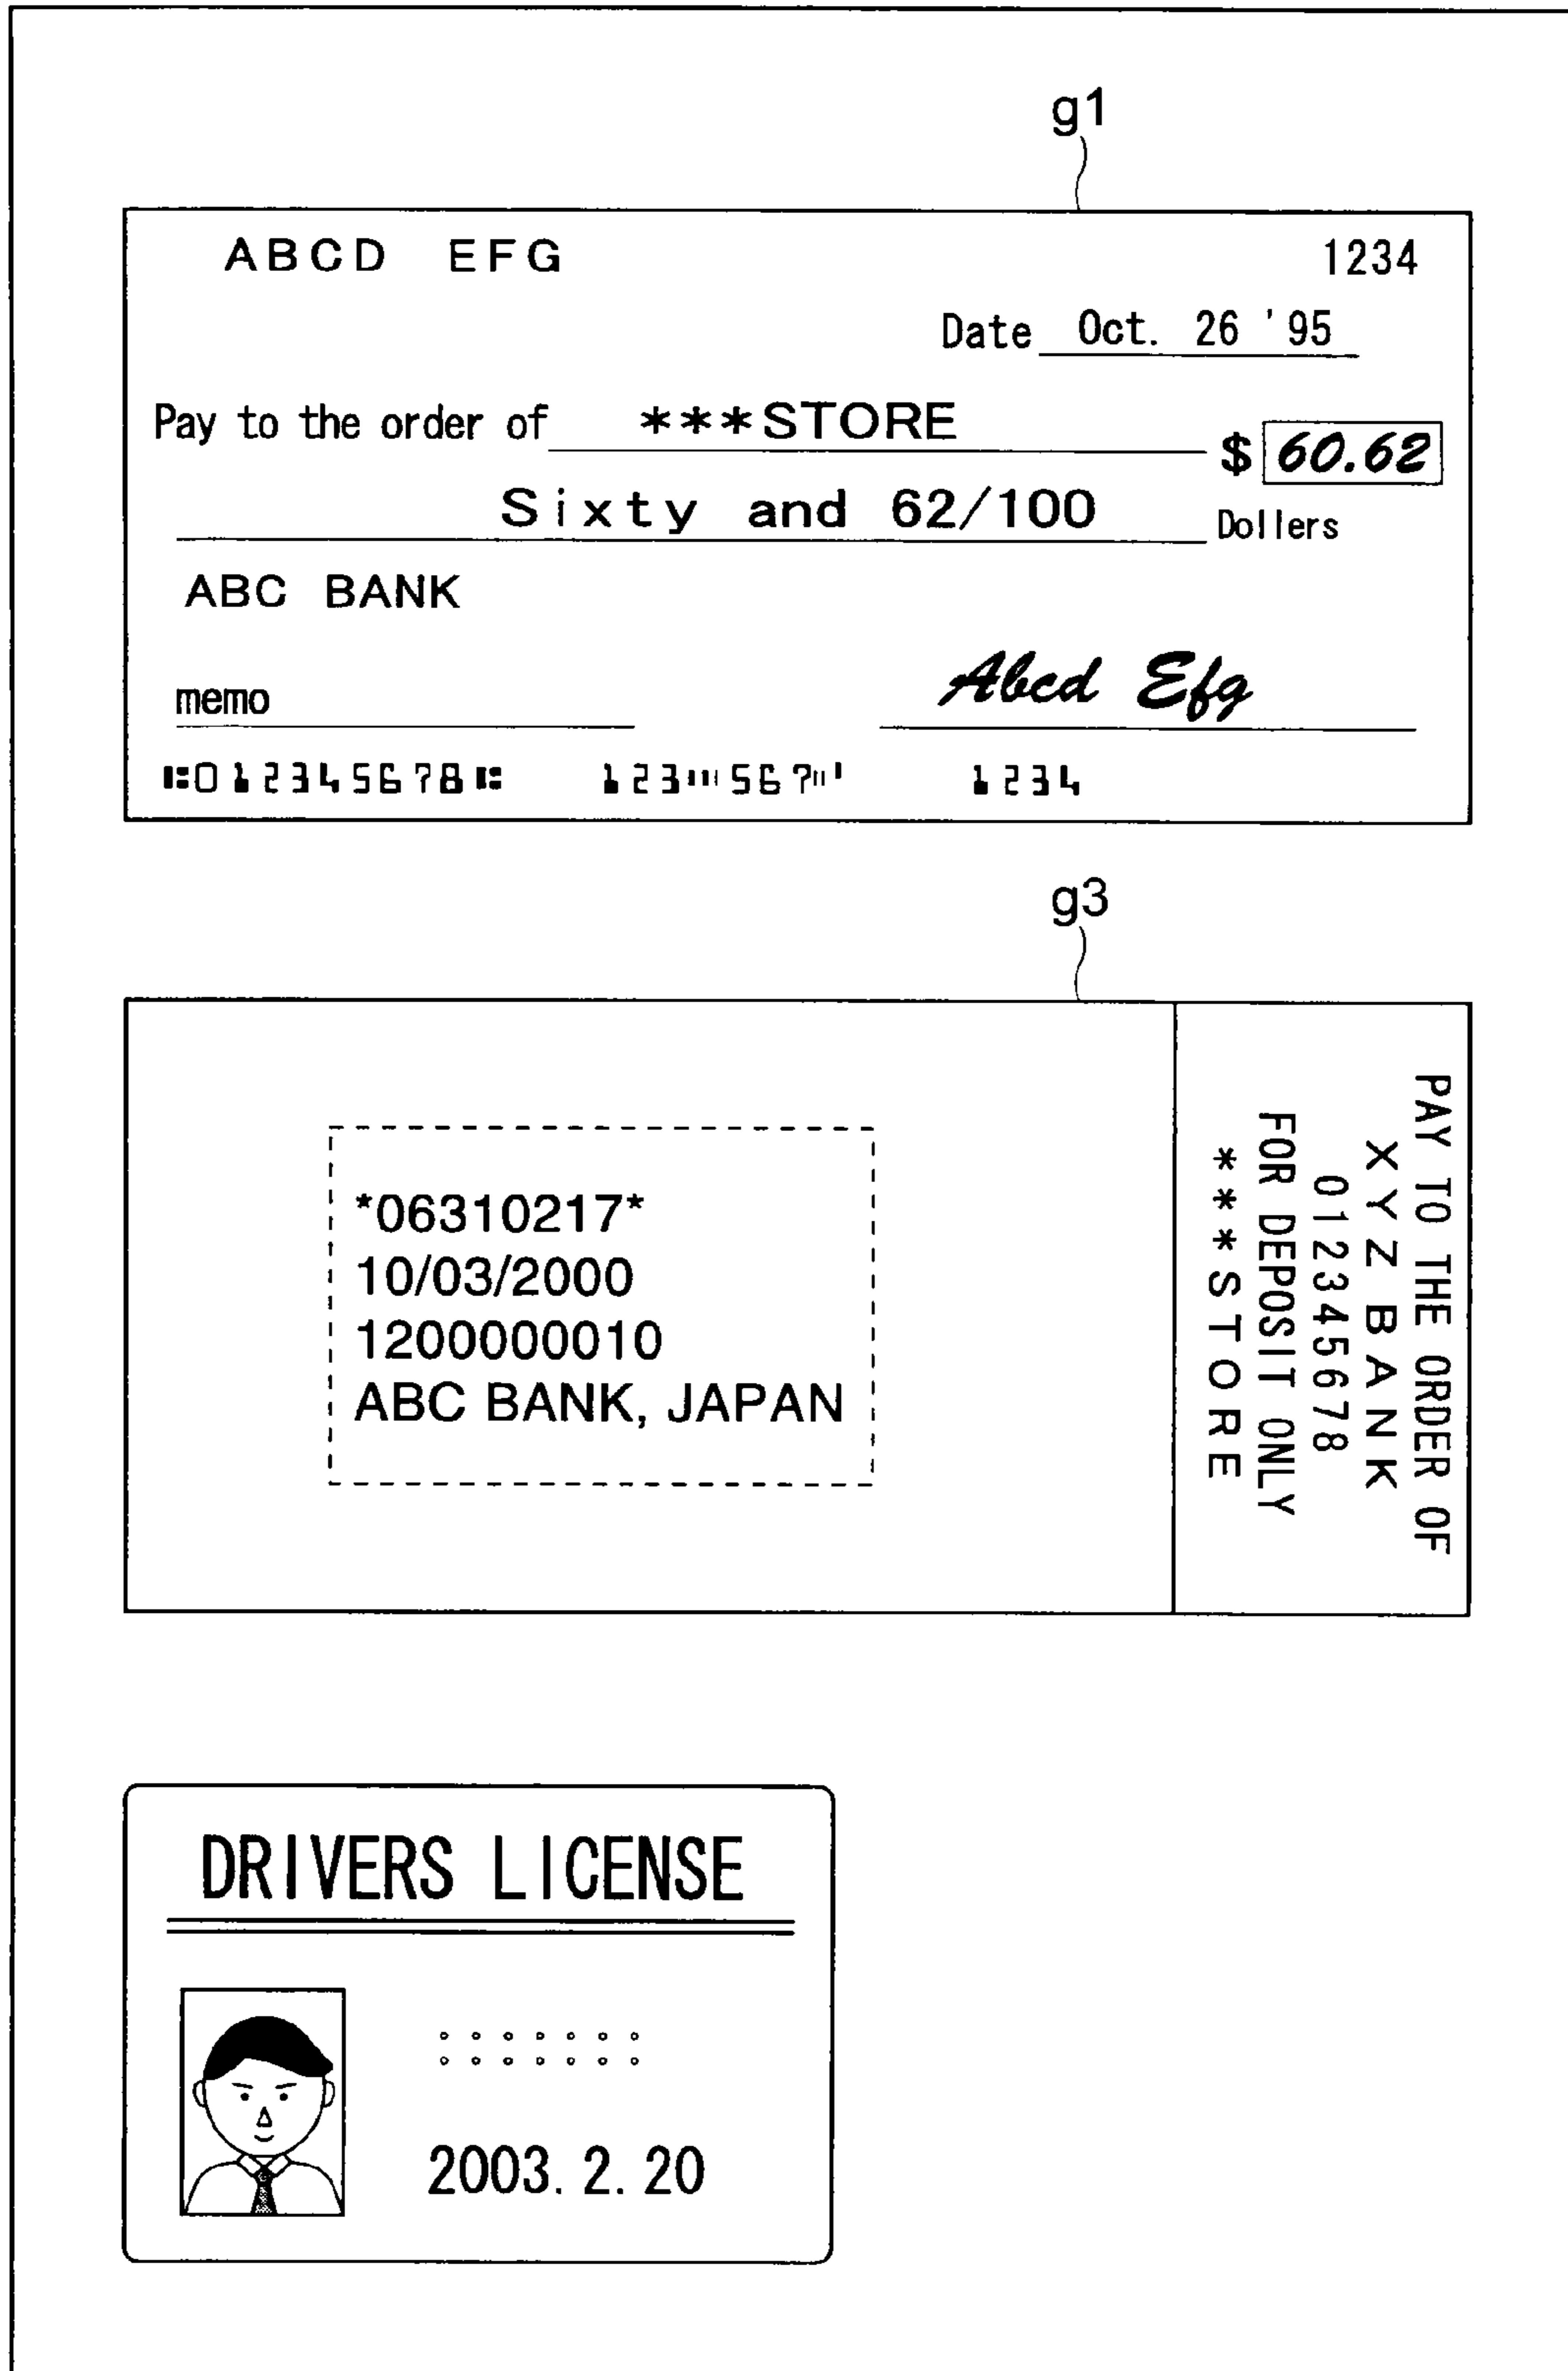 g1
ABCD EFG 1234
Date Oct. 26 '95
Pay to the order of ***STORE $ 60.62
Sixty and 62/100 Dollers
ABC BANK
memo Abcd Efg
⑆012345678⑆ 123⑉567⑈ 1234
g3
*06310217*
10/03/2000
1200000010
ABC BANK, JAPAN
PAY TO THE ORDER OF
XYZ BANK
012345678
FOR DEPOSIT ONLY
***STORE
DRIVERS LICENSE
2003. 2. 20